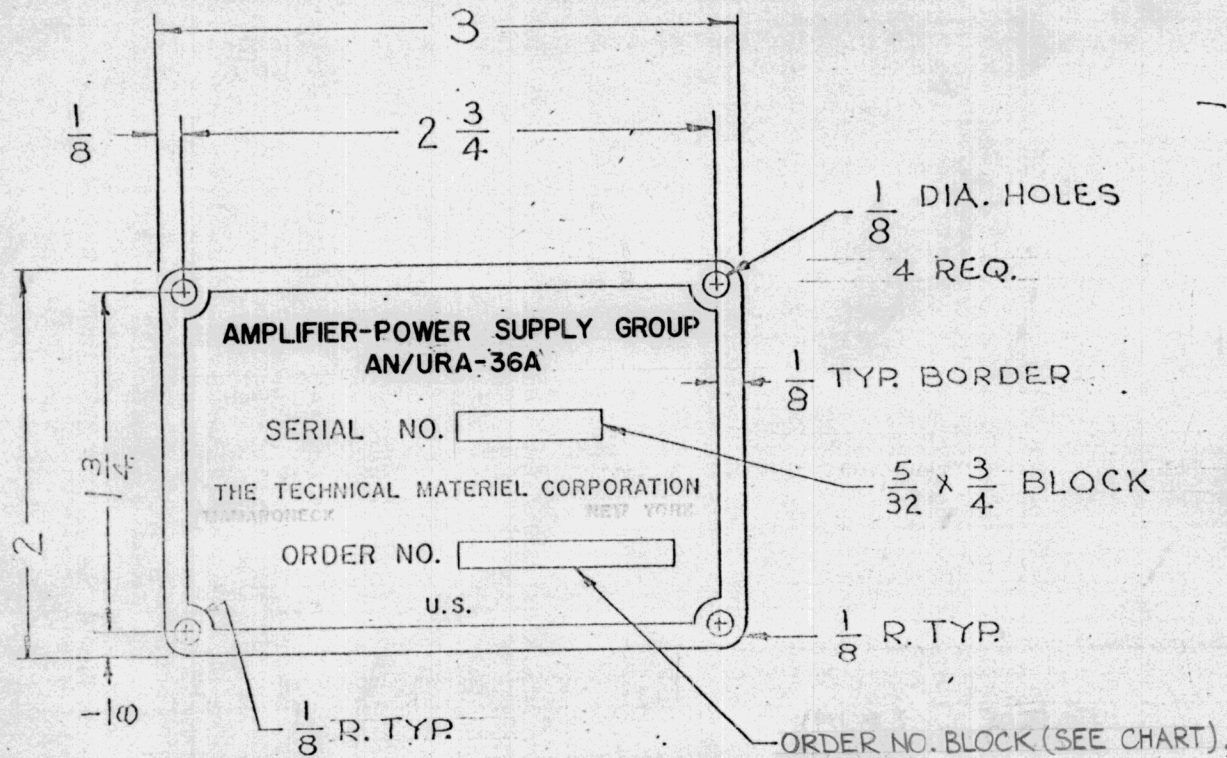 3
1/8
2 3/4
1/8 DIA. HOLES
4 REQ.
AMPLIFIER-POWER SUPPLY GROUP
AN/URA-36A
1/8 TYP. BORDER
SERIAL NO.
1 3/4
5/32 X 3/4 BLOCK
THE TECHNICAL MATERIEL CORPORATION
MAMARONECK NEW YORK
2
ORDER NO.
U.S.
1/8 R. TYP.
1/8
1/8 R. TYP.
ORDER NO. BLOCK (SEE CHART).